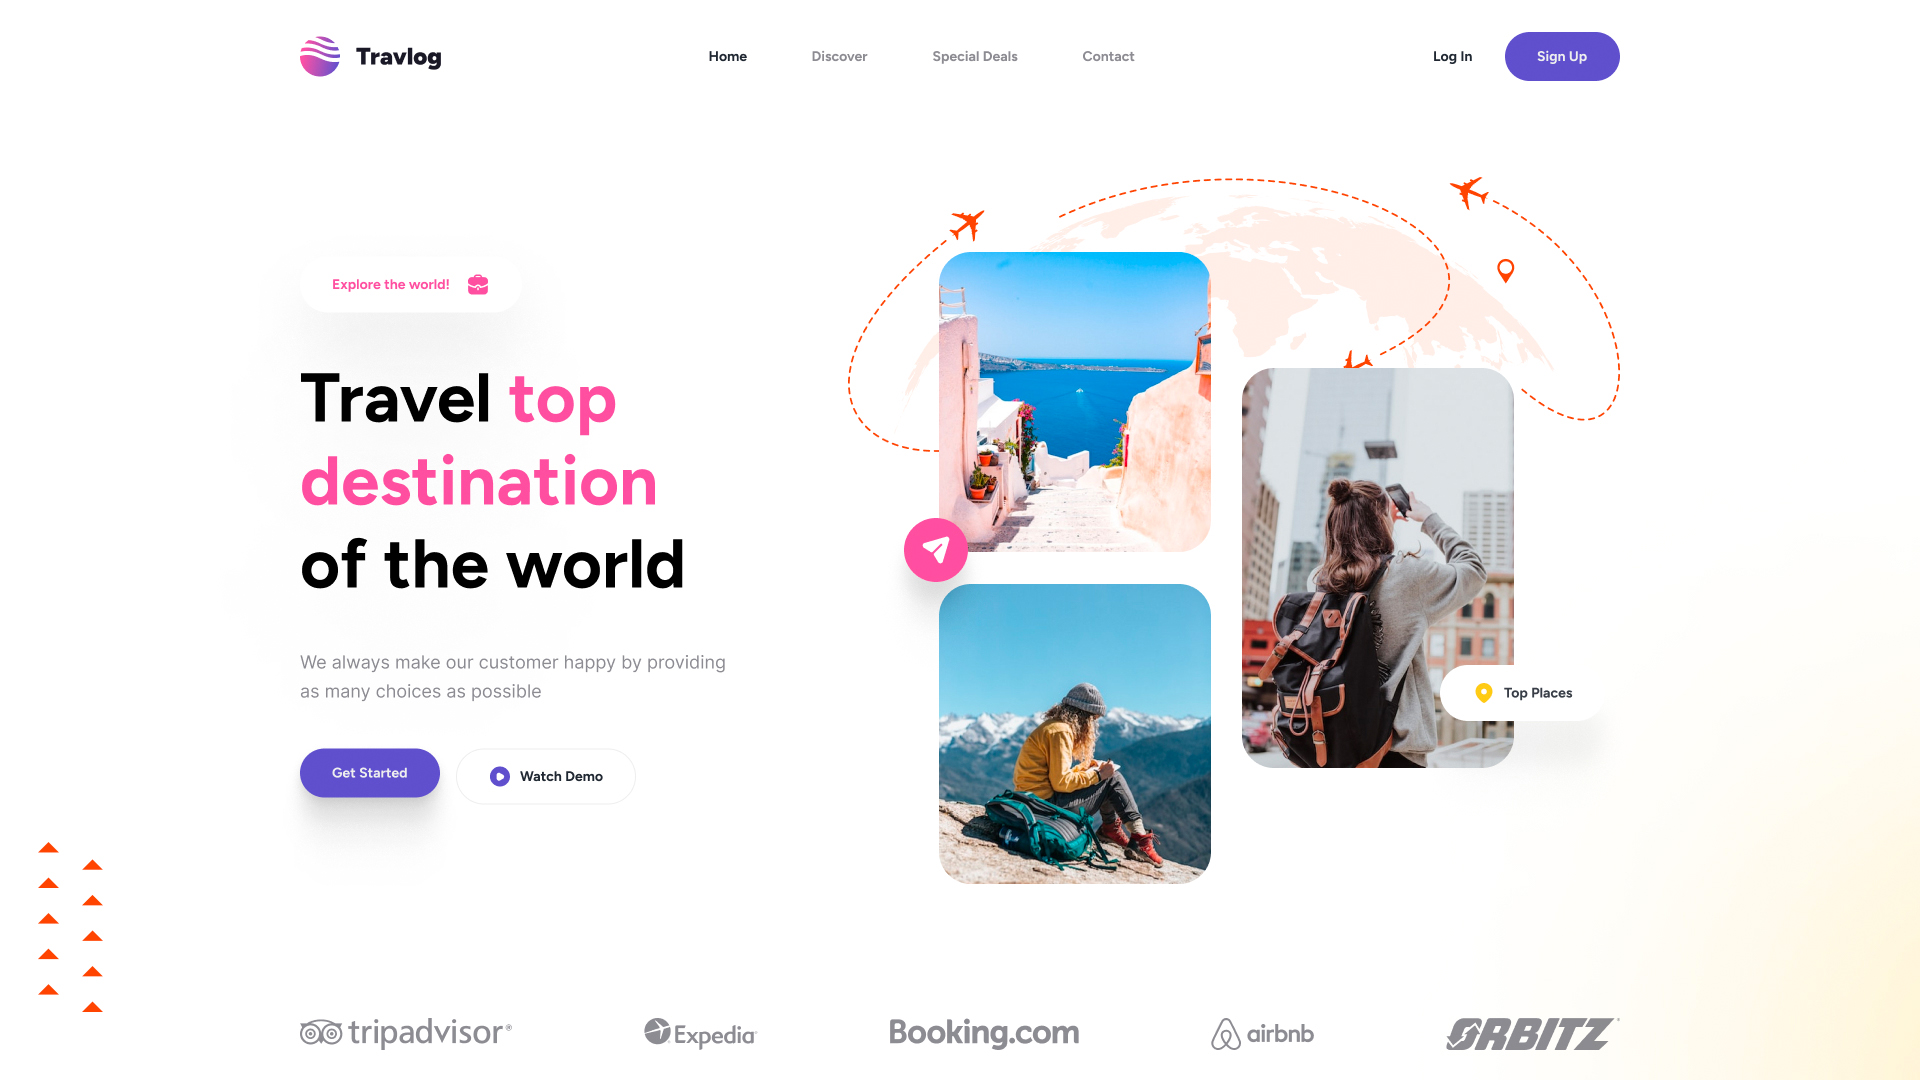 Travlog
Home
Discover
Special Deals
Contact
Log In
Sign Up
Explore the world!
Travel top
destination
of the world
We always make our customer happy by providing
as many choices as possible
Get Started
Watch Demo
Top Places
tripadvisor®
Expedia
Booking.com
airbnb
ORBITZ